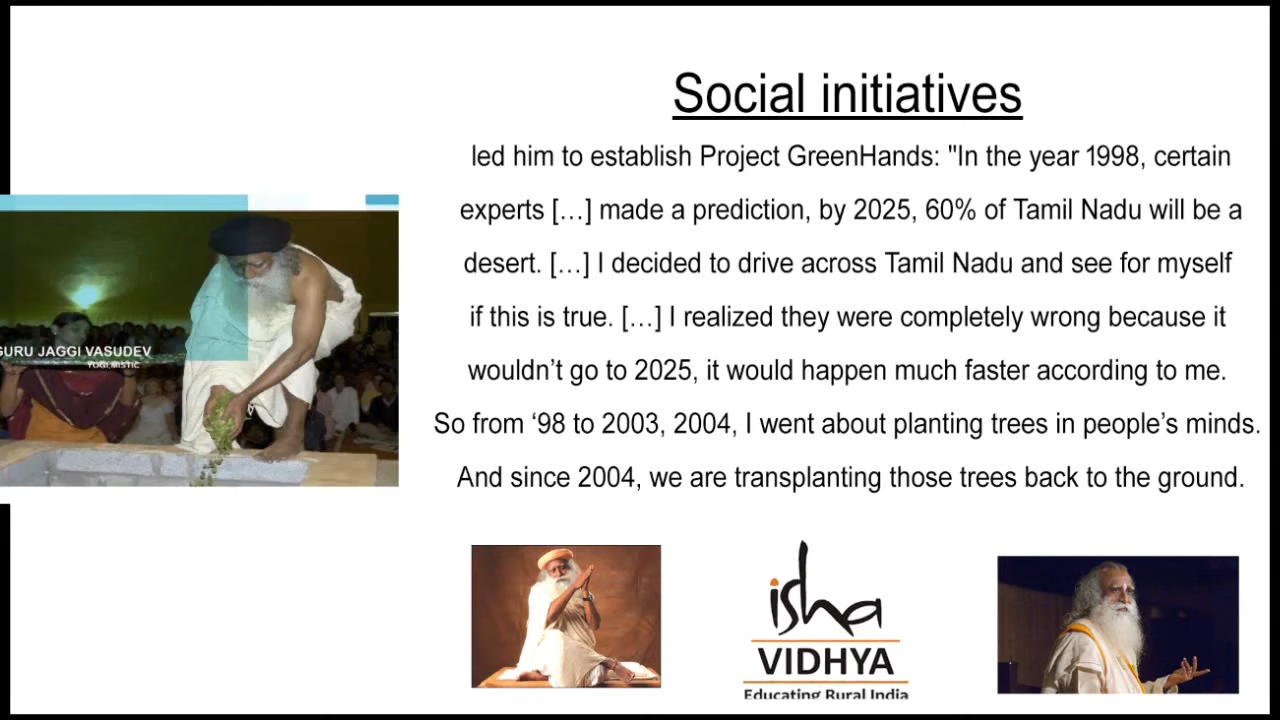 Social initiatives
led him to establish Project GreenHands: "In the year 1998, certain
experts […] made a prediction, by 2025, 60% of Tamil Nadu will be a
desert. […] I decided to drive across Tamil Nadu and see for myself
if this is true. […] I realized they were completely wrong because it
wouldn’t go to 2025, it would happen much faster according to me.
So from ‘98 to 2003, 2004, I went about planting trees in people’s minds.
And since 2004, we are transplanting those trees back to the ground.
GURU JAGGI VASUDEV
YOGI,MISTIC
isha
VIDHYA
Educating Rural India